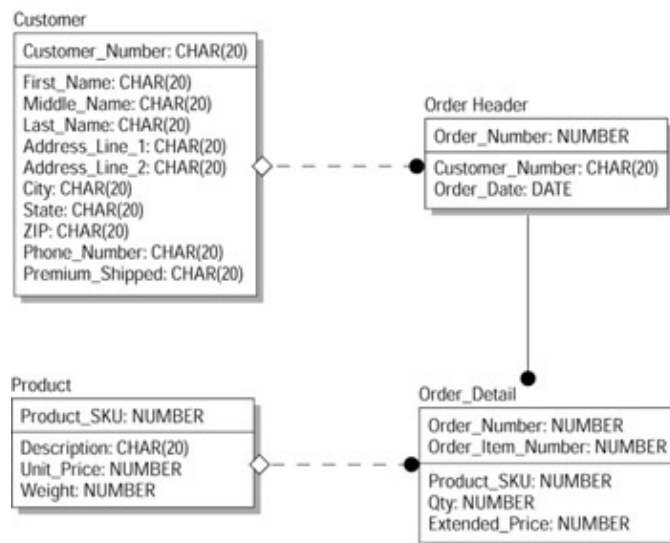 Customer
Customer_Number: CHAR(20)
First_Name: CHAR(20)
Middle_Name: CHAR(20)
Last_Name: CHAR(20)
Address_Line_1: CHAR(20)
Address_Line_2: CHAR(20)
City: CHAR(20)
State: CHAR(20)
ZIP: CHAR(20)
Phone_Number: CHAR(20)
Premium_Shipped: CHAR(20)
Order Header
Order_Number: NUMBER
Customer_Number: CHAR(20)
Order_Date: DATE
Product
Product_SKU: NUMBER
Description: CHAR(20)
Unit_Price: NUMBER
Weight: NUMBER
Order_Detail
Order_Number: NUMBER
Order_Item_Number: NUMBER
Product_SKU: NUMBER
Qty: NUMBER
Extended_Price: NUMBER